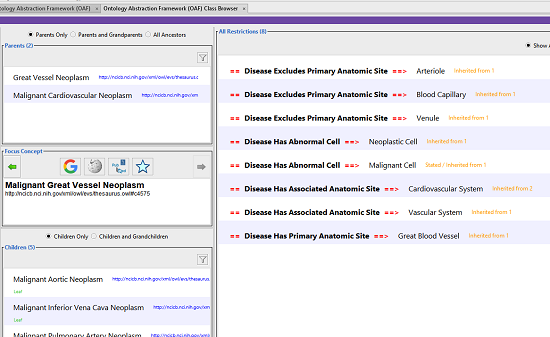 ntology Abstraction Framework (OAF) × Ontology Abstraction Framework (OAF) Class Browser ×
Parents Only Parents and Grandparents All Ancestors
Parents (2)
Great Vessel Neoplasm http://ncicb.nci.nih.gov/xml/owl/evs/thesaurus.c
Malignant Cardiovascular Neoplasm http://ncicb.nci.nih.gov/xm
Focus Concept
Malignant Great Vessel Neoplasm
http://ncicb.nci.nih.gov/xml/owl/evs/thesaurus.owl#c4575
Children Only Children and Grandchildren
Children (5)
Malignant Aortic Neoplasm http://ncicb.nci.nih.gov/xml/owl/evs/thesaurus
Leaf
Malignant Inferior Vena Cava Neoplasm http://ncicb.nci.nih.gov/xm
Malignant Pulmonary Artery Neoplasm http://ncicb.nci.nih.gov/xml
All Restrictions (8)
Show A
== Disease Excludes Primary Anatomic Site ==> Arteriole Inherited from 1
== Disease Excludes Primary Anatomic Site ==> Blood Capillary Inherited from 1
== Disease Excludes Primary Anatomic Site ==> Venule Inherited from 1
== Disease Has Abnormal Cell ==> Neoplastic Cell Inherited from 1
== Disease Has Abnormal Cell ==> Malignant Cell Stated / Inherited from 1
== Disease Has Associated Anatomic Site ==> Cardiovascular System Inherited from 2
== Disease Has Associated Anatomic Site ==> Vascular System Inherited from 1
== Disease Has Primary Anatomic Site ==> Great Blood Vessel Inherited from 1